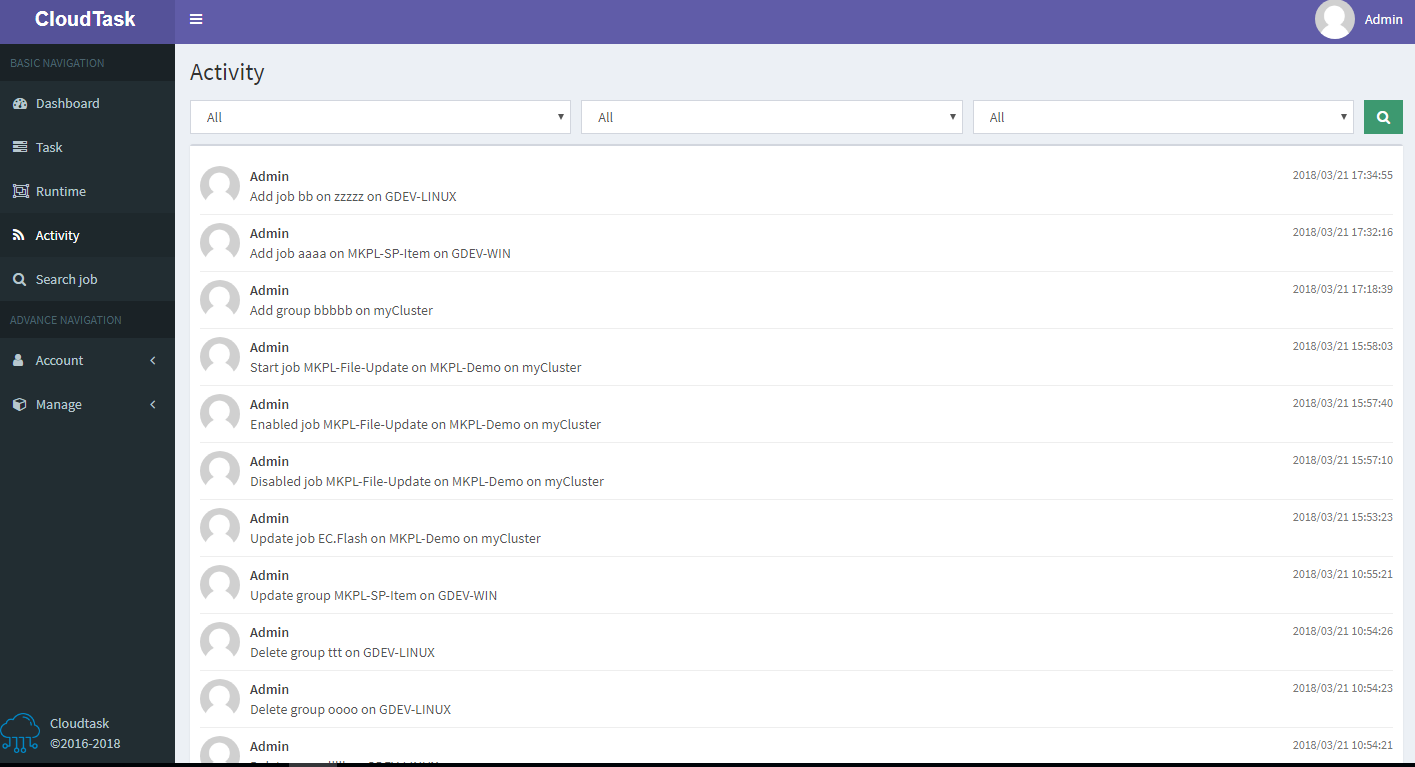 CloudTask
Admin
BASIC NAVIGATION
Dashboard
Task
Runtime
Activity
Search job
ADVANCE NAVIGATION
Account
Manage
Cloudtask
©2016-2018
Activity
All
All
All
Admin
2018/03/21 17:34:55
Add job bb on zzzzz on GDEV-LINUX
Admin
2018/03/21 17:32:16
Add job aaaa on MKPL-SP-Item on GDEV-WIN
Admin
2018/03/21 17:18:39
Add group bbbbb on myCluster
Admin
2018/03/21 15:58:03
Start job MKPL-File-Update on MKPL-Demo on myCluster
Admin
2018/03/21 15:57:40
Enabled job MKPL-File-Update on MKPL-Demo on myCluster
Admin
2018/03/21 15:57:10
Disabled job MKPL-File-Update on MKPL-Demo on myCluster
Admin
2018/03/21 15:53:23
Update job EC.Flash on MKPL-Demo on myCluster
Admin
2018/03/21 10:55:21
Update group MKPL-SP-Item on GDEV-WIN
Admin
2018/03/21 10:54:26
Delete group ttt on GDEV-LINUX
Admin
2018/03/21 10:54:23
Delete group oooo on GDEV-LINUX
Admin
2018/03/21 10:54:21